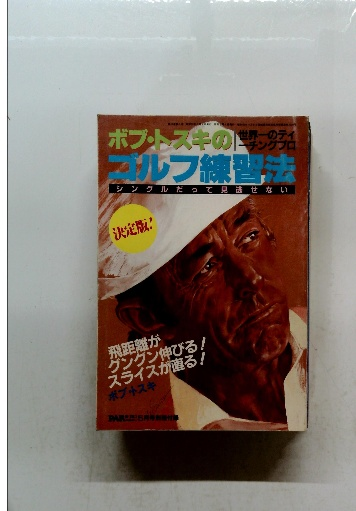 ボブ・トスキの
世界一のティ
ーチングプロ
ゴルフ練習法
シングルだって見逃せない
決定版!
飛距離が
グングン伸びる!
スライスが直る!
ボブ・トスキ